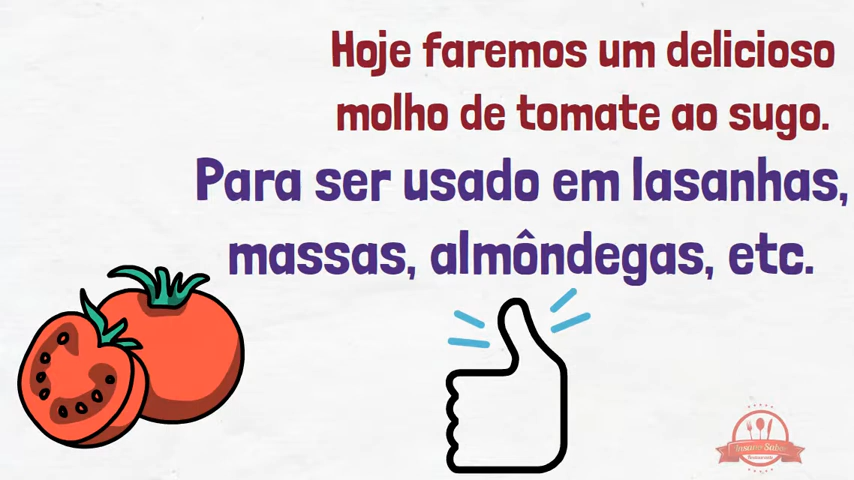 Hoje faremos um delicioso
molho de tomate ao sugo.
Para ser usado em lasanhas,
massas, almôndegas, etc.